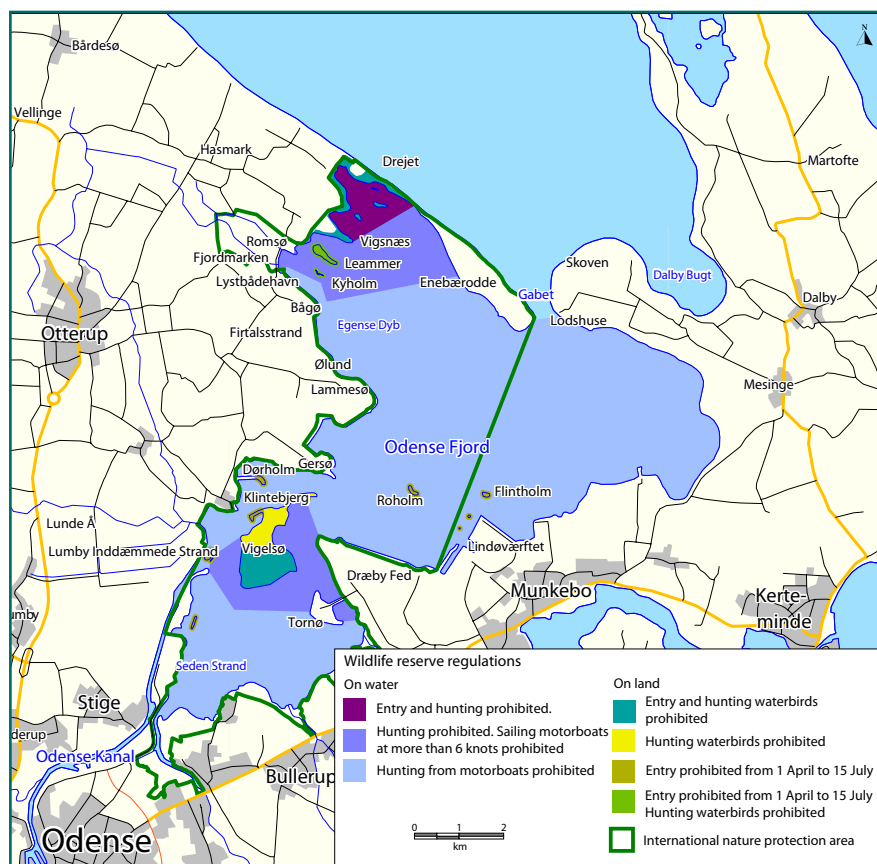 N
Bårdesø
Vellinge
Hasmark
Drejet
Martofte
Romsø
Vigsnæs
Fjordmarken
Leammer
Skoven
Lystbådehavn
Kyholm
Enebærodde
Dalby Bugt
Gabet
Dalby
Bågø
Egense Dyb
Lodshuse
Otterup
Firtalsstrand
Ølund
Lammesø
Mesinge
Odense Fjord
Gersø
Dørholm
Klintebjerg
Roholm
Flintholm
Lunde Å
Lumby Inddæmmede Strand
Vigelsø
Lindøværftet
Dræby Fed
Munkebo
Kerte-
minde
umby
Tornø
Seden Strand
Stige
derup
Odense Kanal
Bullerup
Odense
Wildlife reserve regulations
On water
Entry and hunting prohibited.
Hunting prohibited. Sailing motorboats
at more than 6 knots prohibited
Hunting from motorboats prohibited
0 1 2
km
On land
Entry and hunting waterbirds
prohibited
Hunting waterbirds prohibited
Entry prohibited from 1 April to 15 July
Entry prohibited from 1 April to 15 July
Hunting waterbirds prohibited
International nature protection area